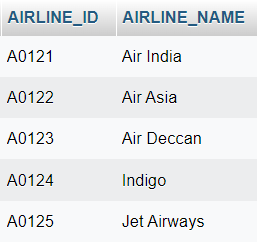 AIRLINE_ID AIRLINE_NAME
A0121 Air India
A0122 Air Asia
A0123 Air Deccan
A0124 Indigo
A0125 Jet Airways